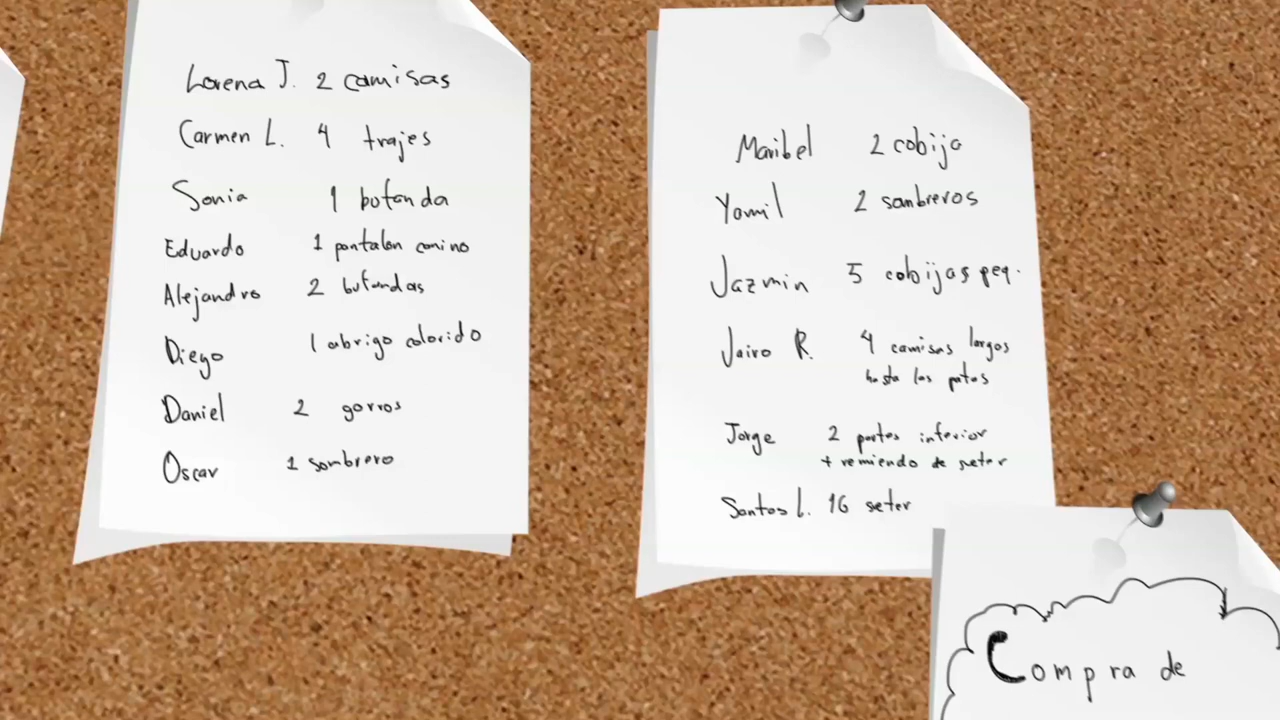 Lorena J. 2 camisas
Carmen L. 4 trajes
Sonia 1 bufanda
Eduardo 1 pantalon canino
Alejandro 2 bufandas
Diego 1 abrigo colorido
Daniel 2 gorros
Oscar 1 sombrero
Maribel 2 cobija
Yamil 2 sombreros
Jazmin 5 cobijas peq.
Jairo R. 4 camisas largas
hasta las patas
Jorge 2 partes inferior
+ remiendo de sueter
Santos L. 16 seter
Compra de